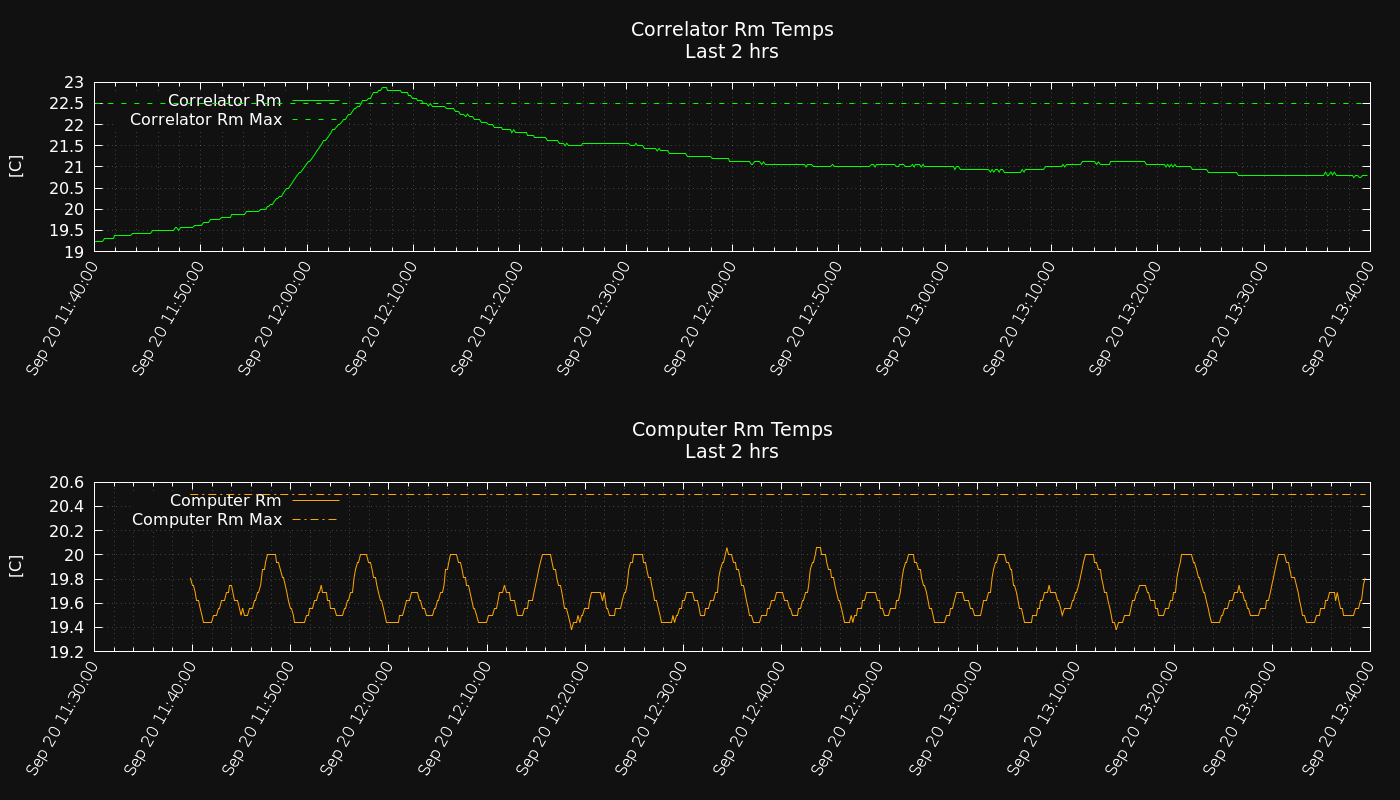 Correlator Rm Temps
Last 2 hrs
[C]
23
22.5
22
21.5
21
20.5
20
19.5
19
Correlator Rm
Correlator Rm Max
Sep 20 11:40:00
Sep 20 11:50:00
Sep 20 12:00:00
Sep 20 12:10:00
Sep 20 12:20:00
Sep 20 12:30:00
Sep 20 12:40:00
Sep 20 12:50:00
Sep 20 13:00:00
Sep 20 13:10:00
Sep 20 13:20:00
Sep 20 13:30:00
Sep 20 13:40:00
Computer Rm Temps
Last 2 hrs
[C]
20.6
20.4
20.2
20
19.8
19.6
19.4
19.2
Computer Rm
Computer Rm Max
Sep 20 11:30:00
Sep 20 11:40:00
Sep 20 11:50:00
Sep 20 12:00:00
Sep 20 12:10:00
Sep 20 12:20:00
Sep 20 12:30:00
Sep 20 12:40:00
Sep 20 12:50:00
Sep 20 13:00:00
Sep 20 13:10:00
Sep 20 13:20:00
Sep 20 13:30:00
Sep 20 13:40:00